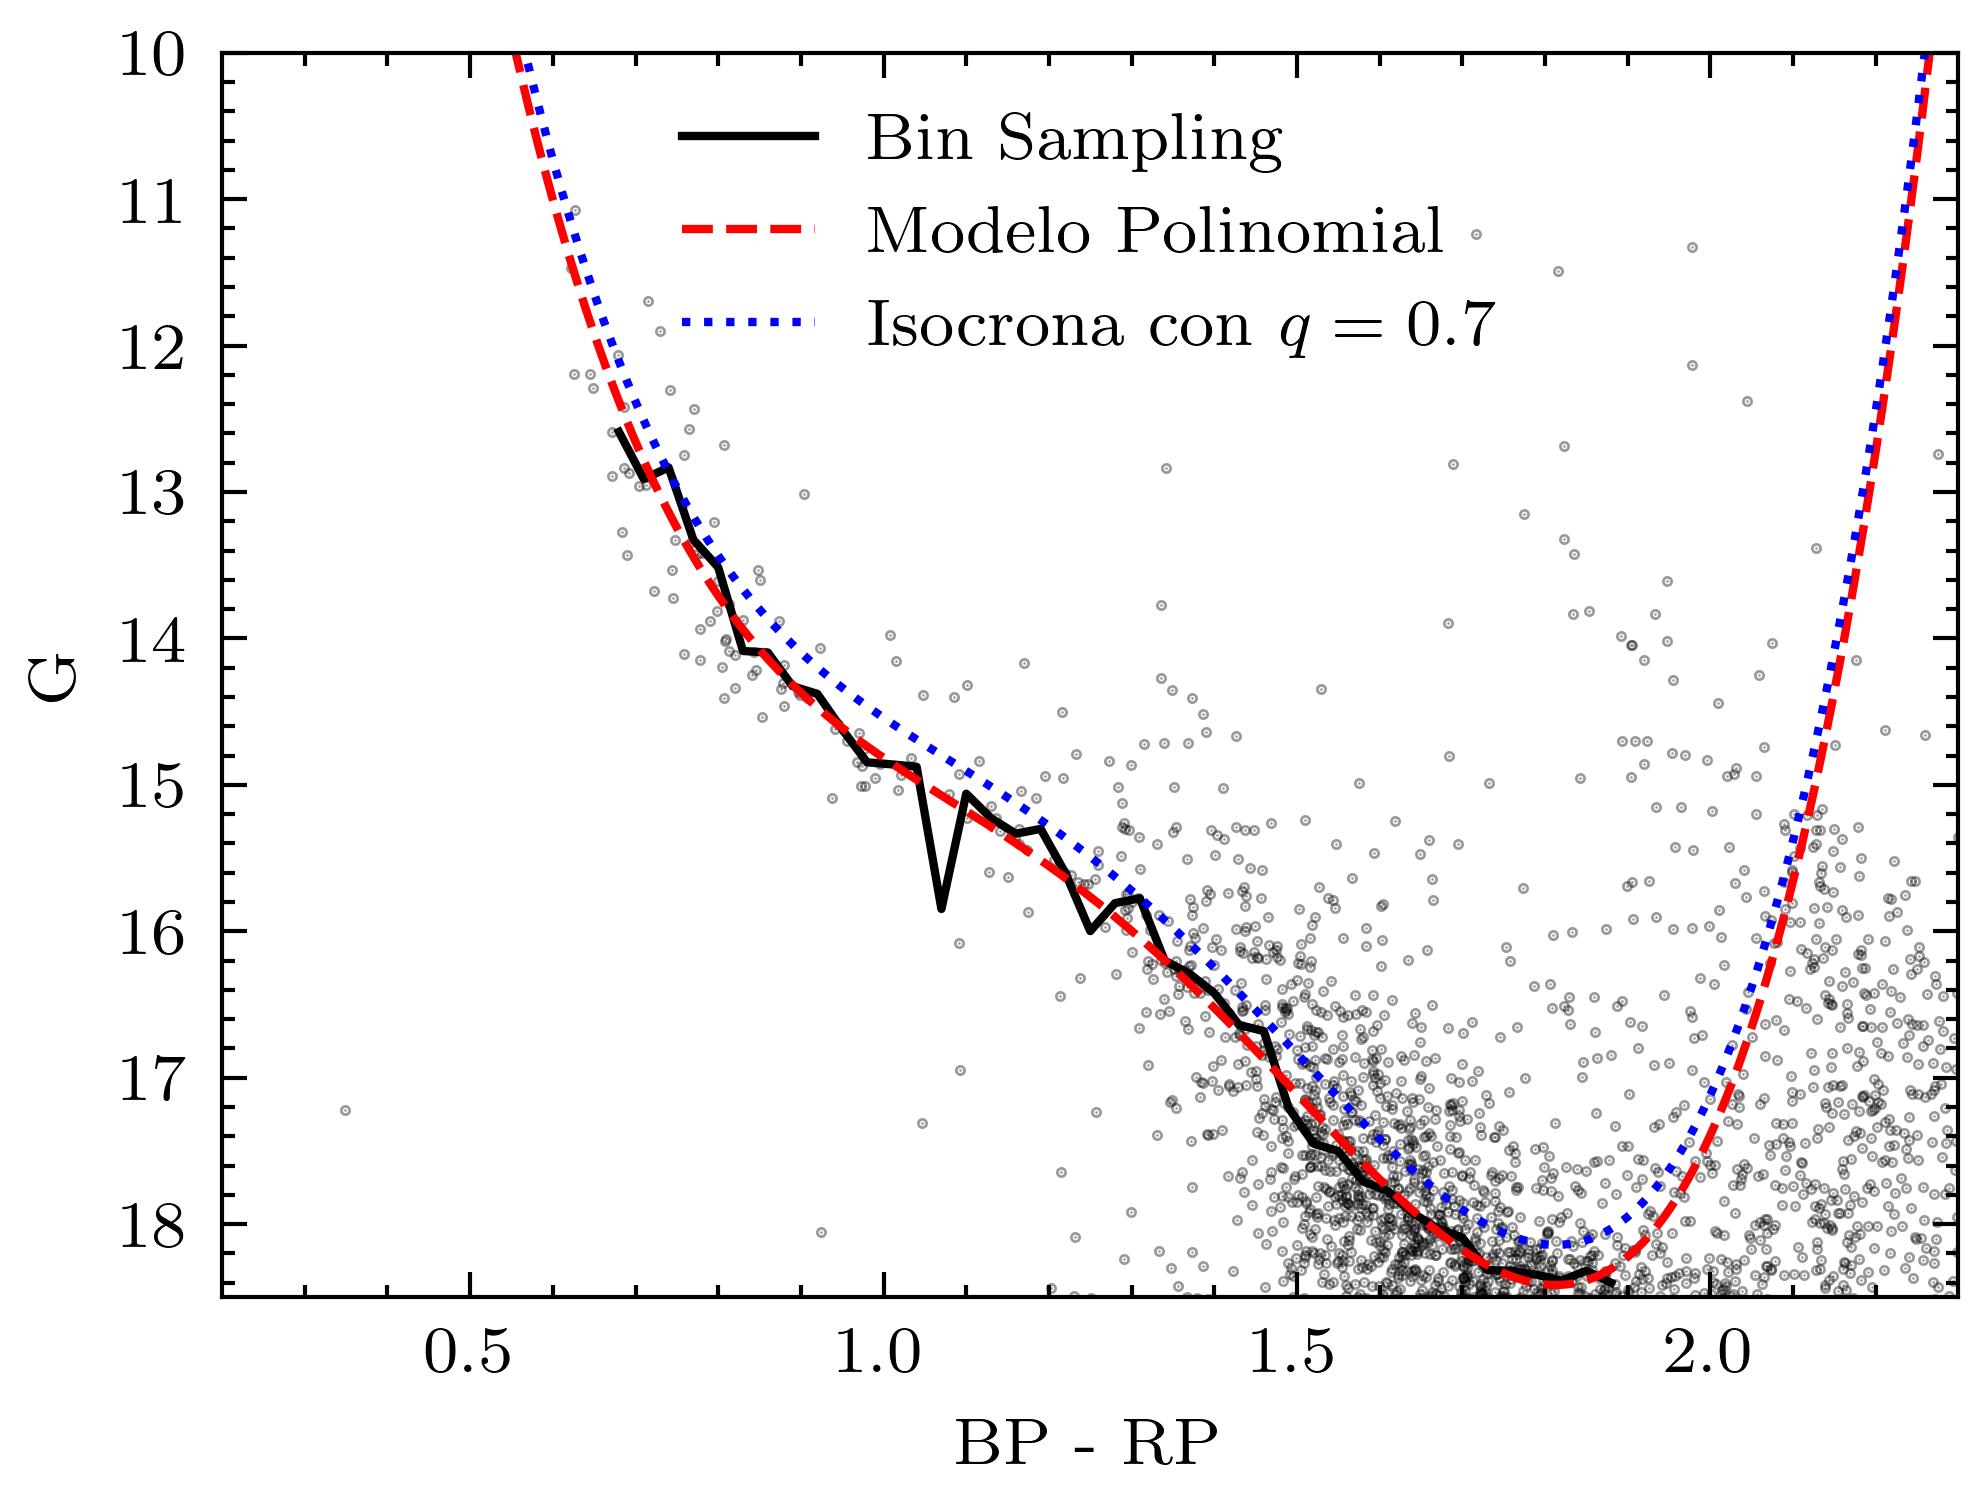 10
11
12
13
14
15
16
17
18
G
Bin Sampling
Modelo Polinomial
Isocrona con q = 0.7
0.5 1.0 1.5 2.0
BP - RP